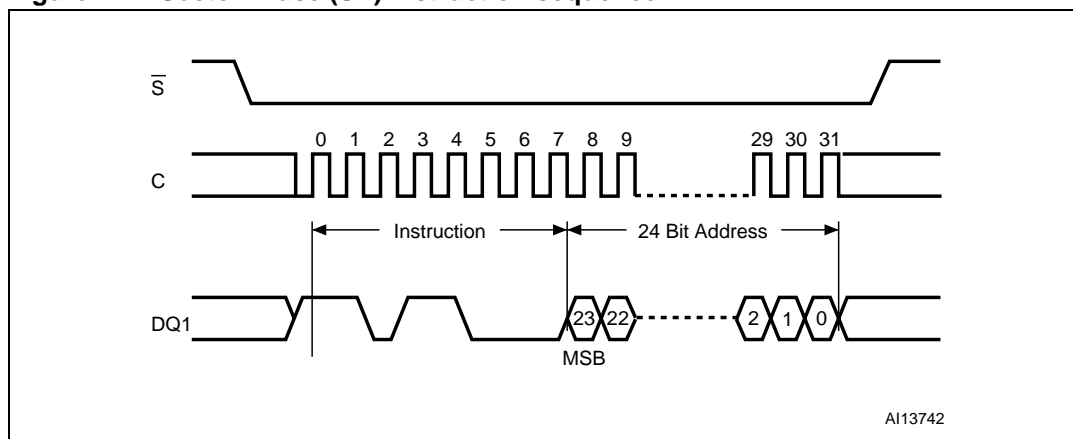 S
0 1 2 3 4 5 6 7 8 9 29 30 31
C
Instruction 24 Bit Address
DQ1 23 22 2 1 0
MSB
AI13742